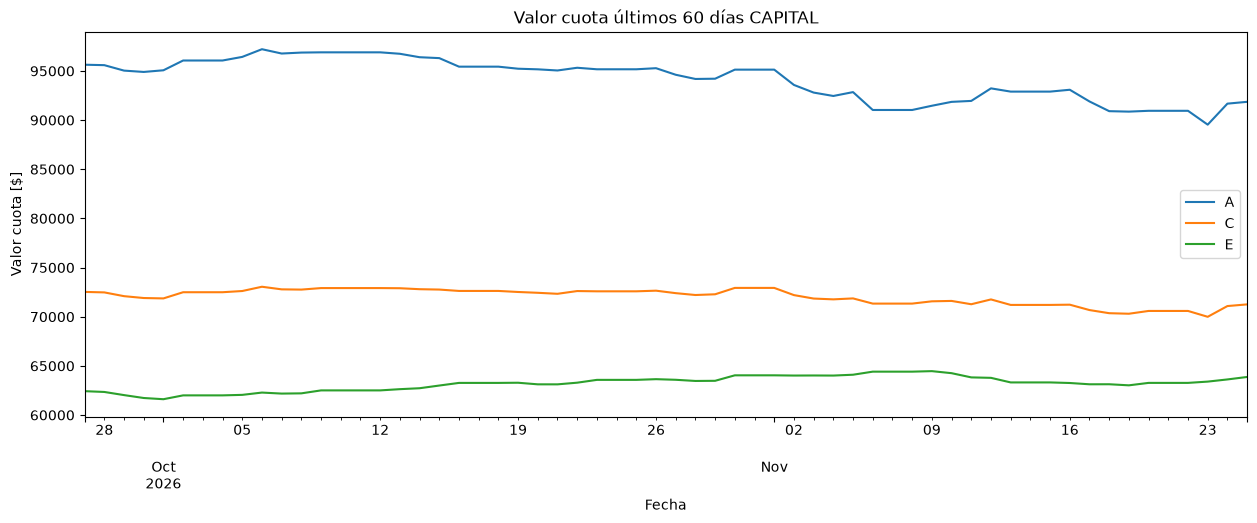 Valor cuota últimos 60 días CAPITAL
Valor cuota [$]
95000
90000
85000
80000
75000
70000
65000
60000
A
C
E
28 05 12 19 26 02 09 16 23
Oct Nov
2026
Fecha